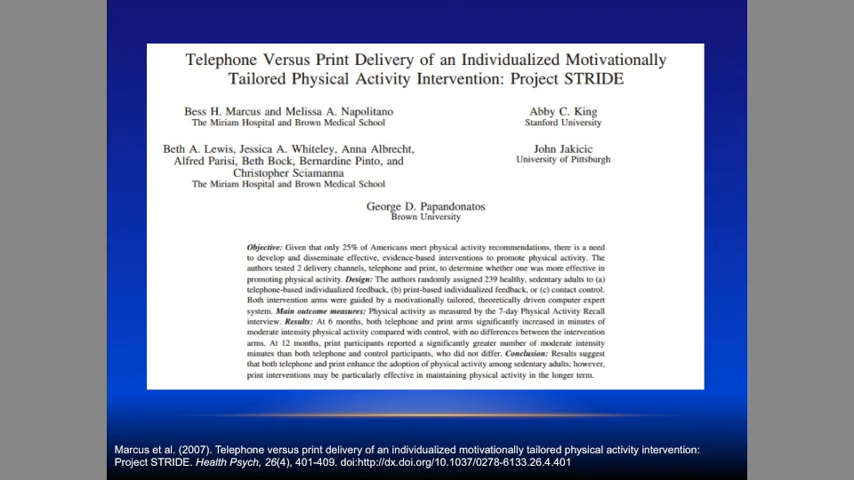 Telephone Versus Print Delivery of an Individualized Motivationally
Tailored Physical Activity Intervention: Project STRIDE
Bess H. Marcus and Melissa A. Napolitano
The Miriam Hospital and Brown Medical School
Abby C. King
Stanford University
Beth A. Lewis, Jessica A. Whiteley, Anna Albrecht,
Alfred Parisi, Beth Bock, Bernardine Pinto, and
Christopher Sciamanna
The Miriam Hospital and Brown Medical School
John Jakicic
University of Pittsburgh
George D. Papandonatos
Brown University
Objective: Given that only 25% of Americans meet physical activity recommendations, there is a need
to develop and disseminate effective, evidence-based interventions to promote physical activity. The
authors tested 2 delivery channels, telephone and print, to determine whether one was more effective in
promoting physical activity. Design: The authors randomly assigned 239 healthy, sedentary adults to (a)
telephone-based individualized feedback, (b) print-based individualized feedback, or (c) contact control.
Both intervention arms were guided by a motivationally tailored, theoretically driven computer expert
system. Main outcome measures: Physical activity as measured by the 7-day Physical Activity Recall
interview. Results: At 6 months, both telephone and print arms significantly increased in minutes of
moderate intensity physical activity compared with control, with no differences between the intervention
arms. At 12 months, print participants reported a significantly greater number of moderate intensity
minutes than both telephone and control participants, who did not differ. Conclusion: Results suggest
that both telephone and print enhance the adoption of physical activity among sedentary adults; however,
print interventions may be particularly effective in maintaining physical activity in the longer term.
Marcus et al. (2007). Telephone versus print delivery of an individualized motivationally tailored physical activity intervention:
Project STRIDE. Health Psych, 26(4), 401-409. doi:http://dx.doi.org/10.1037/0278-6133.26.4.401